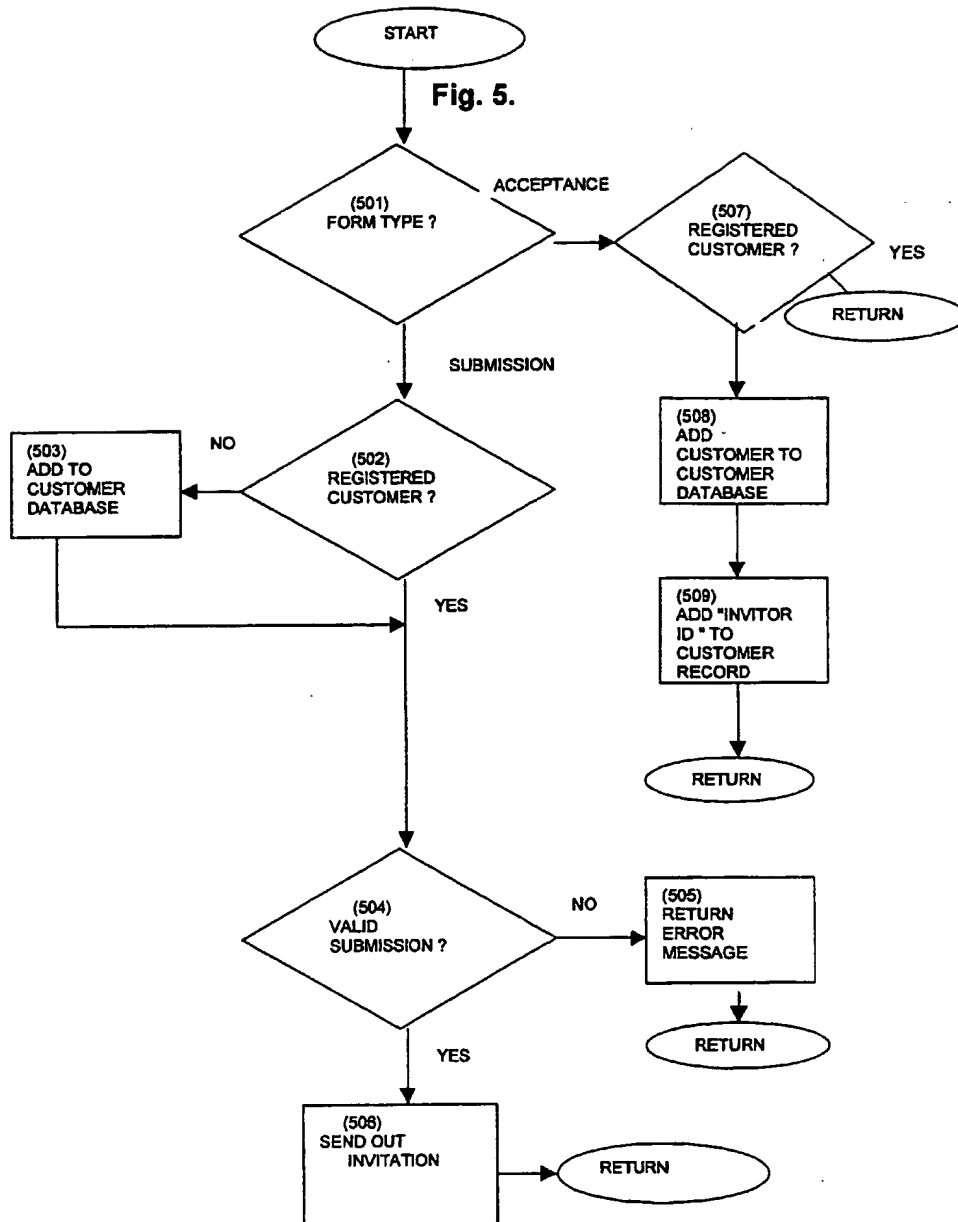 START
Fig. 5.
(501)
FORM TYPE ?
ACCEPTANCE
(507)
REGISTERED
CUSTOMER ?
YES
RETURN
SUBMISSION
(508)
ADD
CUSTOMER TO
CUSTOMER
DATABASE
(503)
ADD TO
CUSTOMER
DATABASE
NO
(502)
REGISTERED
CUSTOMER ?
YES
(509)
ADD "INVITOR
ID " TO
CUSTOMER
RECORD
RETURN
(504)
VALID
SUBMISSION ?
NO
(505)
RETURN
ERROR
MESSAGE
RETURN
YES
(506)
SEND OUT
INVITATION
RETURN